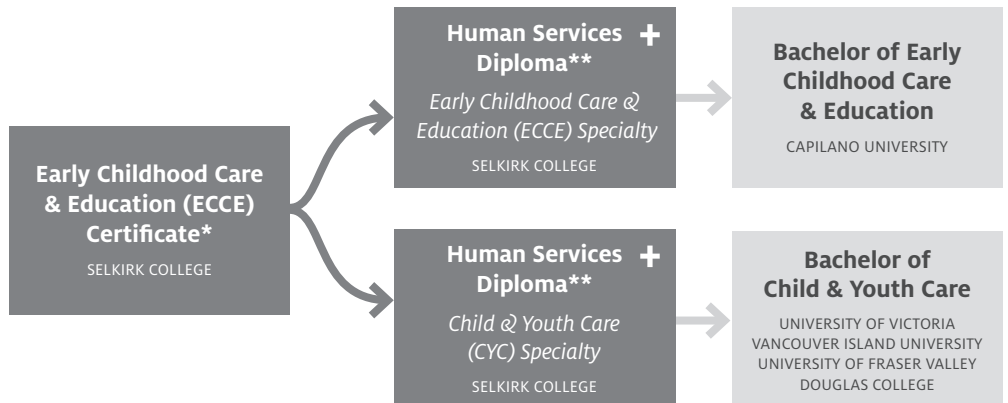 Early Childhood Care
& Education (ECCE)
Certificate*
SELKIRK COLLEGE
Human Services +
Diploma**
Early Childhood Care &
Education (ECCE) Specialty
SELKIRK COLLEGE
Bachelor of Early
Childhood Care
& Education
CAPILANO UNIVERSITY
Human Services +
Diploma**
Child & Youth Care
(CYC) Specialty
SELKIRK COLLEGE
Bachelor of
Child & Youth Care
UNIVERSITY OF VICTORIA
VANCOUVER ISLAND UNIVERSITY
UNIVERSITY OF FRASER VALLEY
DOUGLAS COLLEGE